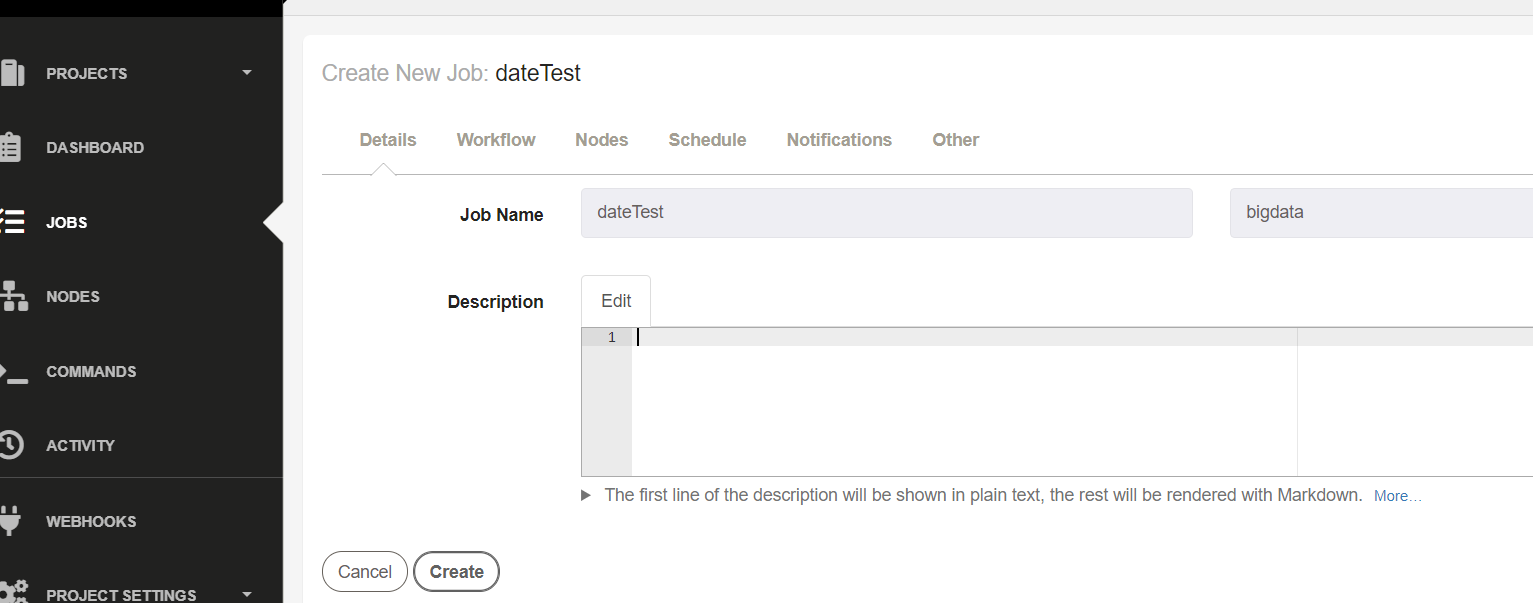 PROJECTS
DASHBOARD
JOBS
NODES
COMMANDS
ACTIVITY
WEBHOOKS
PROJECT SETTINGS
Create New Job: dateTest
Details Workflow Nodes Schedule Notifications Other
Job Name dateTest bigdata
Description Edit
1
The first line of the description will be shown in plain text, the rest will be rendered with Markdown. More...
Cancel Create